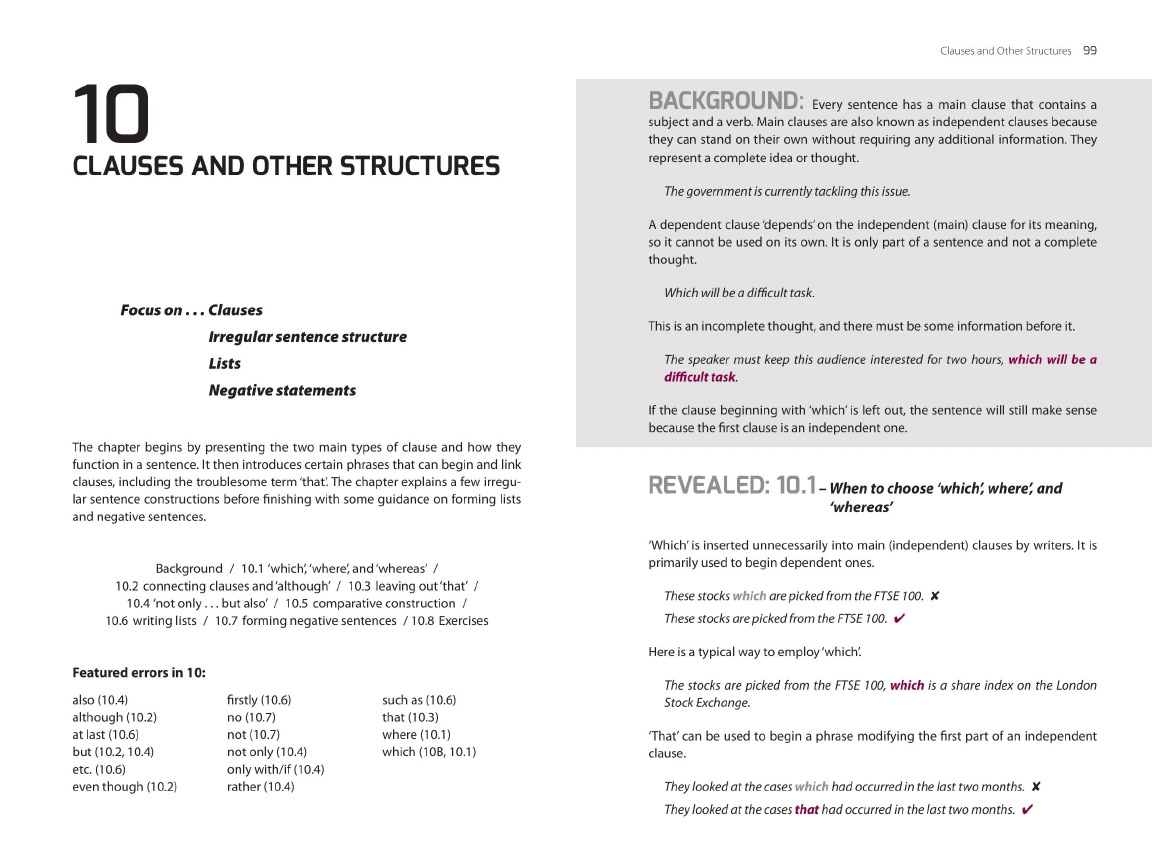 10
CLAUSES AND OTHER STRUCTURES
Focus on . . . Clauses
Irregular sentence structure
Lists
Negative statements
The chapter begins by presenting the two main types of clause and how they
function in a sentence. It then introduces certain phrases that can begin and link
clauses, including the troublesome term ‘that’. The chapter explains a few irregu-
lar sentence constructions before finishing with some guidance on forming lists
and negative sentences.
Background / 10.1 ‘which’, ‘where’, and ‘whereas’ /
10.2 connecting clauses and ‘although’ / 10.3 leaving out ‘that’ /
10.4 ‘not only . . . but also’ / 10.5 comparative construction /
10.6 writing lists / 10.7 forming negative sentences / 10.8 Exercises
Featured errors in 10:
also (10.4)
although (10.2)
at last (10.6)
but (10.2, 10.4)
etc. (10.6)
even though (10.2)
firstly (10.6)
no (10.7)
not (10.7)
not only (10.4)
only with/if (10.4)
rather (10.4)
such as (10.6)
that (10.3)
where (10.1)
which (10B, 10.1)
Clauses and Other Structures 99
BACKGROUND: Every sentence has a main clause that contains a
subject and a verb. Main clauses are also known as independent clauses because
they can stand on their own without requiring any additional information. They
represent a complete idea or thought.
The government is currently tackling this issue.
A dependent clause ‘depends’ on the independent (main) clause for its meaning,
so it cannot be used on its own. It is only part of a sentence and not a complete
thought.
Which will be a difficult task.
This is an incomplete thought, and there must be some information before it.
The speaker must keep this audience interested for two hours, which will be a
difficult task.
If the clause beginning with ‘which’ is left out, the sentence will still make sense
because the first clause is an independent one.
REVEALED: 10.1 – When to choose ‘which’, where’, and
‘whereas’
‘Which’ is inserted unnecessarily into main (independent) clauses by writers. It is
primarily used to begin dependent ones.
These stocks which are picked from the FTSE 100. ✘
These stocks are picked from the FTSE 100. ✔
Here is a typical way to employ ‘which’.
The stocks are picked from the FTSE 100, which is a share index on the London
Stock Exchange.
‘That’ can be used to begin a phrase modifying the first part of an independent
clause.
They looked at the cases which had occurred in the last two months. ✘
They looked at the cases that had occurred in the last two months. ✔